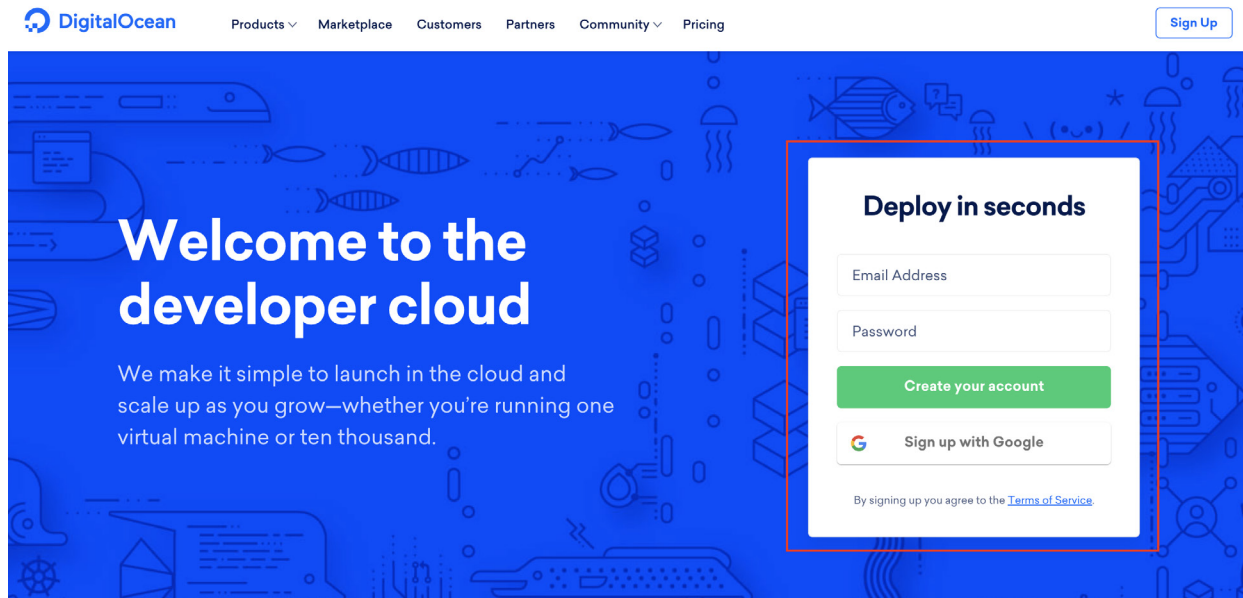 DigitalOcean
Products Marketplace Customers Partners Community Pricing
Sign Up
Welcome to the
developer cloud
We make it simple to launch in the cloud and
scale up as you grow—whether you're running one
virtual machine or ten thousand.
Deploy in seconds
Email Address
Password
Create your account
Sign up with Google
By signing up you agree to the Terms of Service.